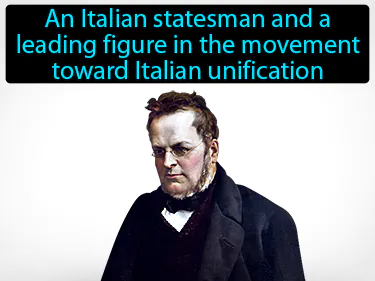 An Italian statesman and a
leading figure in the movement
toward Italian unification